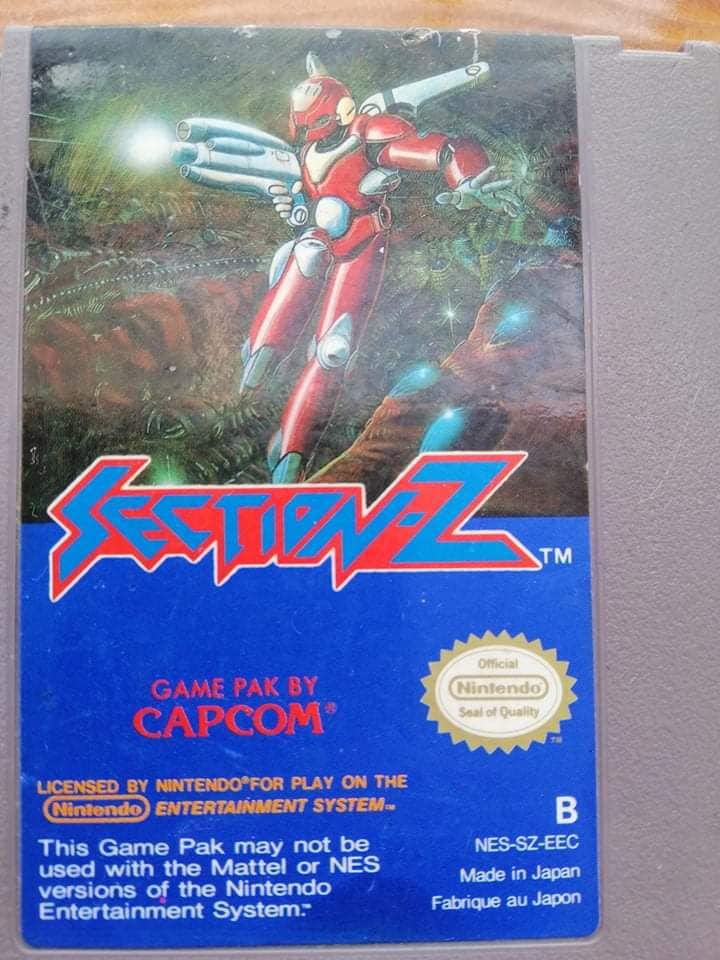 SECTION-Z™
GAME PAK BY
CAPCOM®
Official
Nintendo
Seal of Quality
TM
LICENSED BY NINTENDO® FOR PLAY ON THE
Nintendo ENTERTAINMENT SYSTEM™
This Game Pak may not be
used with the Mattel or NES
versions of the Nintendo
Entertainment System.™
B
NES-SZ-EEC
Made in Japan
Fabrique au Japon